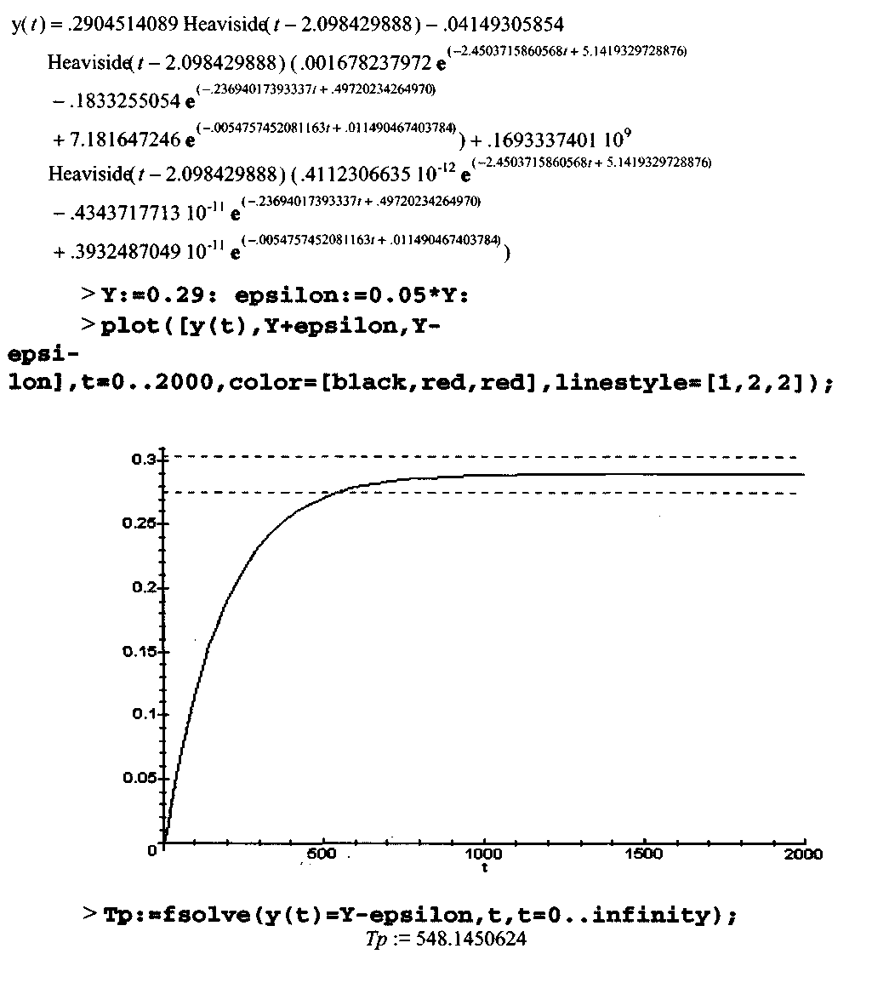 y(t) = .2904514089 Heaviside(t − 2.098429888) − .04149305854
Heaviside(t − 2.098429888) (.001678237972 e^(−2.4503715860568t + 5.1419329728876)
− .1833255054 e^(−.23694017393337t + .49720234264970)
+ 7.181647246 e^(−.0054757452081163t + .011490467403784)) + .1693337401 10^9
Heaviside(t − 2.098429888) (.4112306635 10^-12 e^(−2.4503715860568t + 5.1419329728876)
− .4343717713 10^-11 e^(−.23694017393337t + .49720234264970)
+ .3932487049 10^-11 e^(−.0054757452081163t + .011490467403784))
> Y:=0.29: epsilon:=0.05*Y:
> plot([y(t),Y+epsilon,Y-
epsi-
lon],t=0..2000,color=[black,red,red],linestyle=[1,2,2]);
0.3
0.25
0.2
0.15
0.1
0.05
0
500 1000 1500 2000
t
> Tp:=fsolve(y(t)=Y-epsilon,t,t=0..infinity);
Tp := 548.1450624